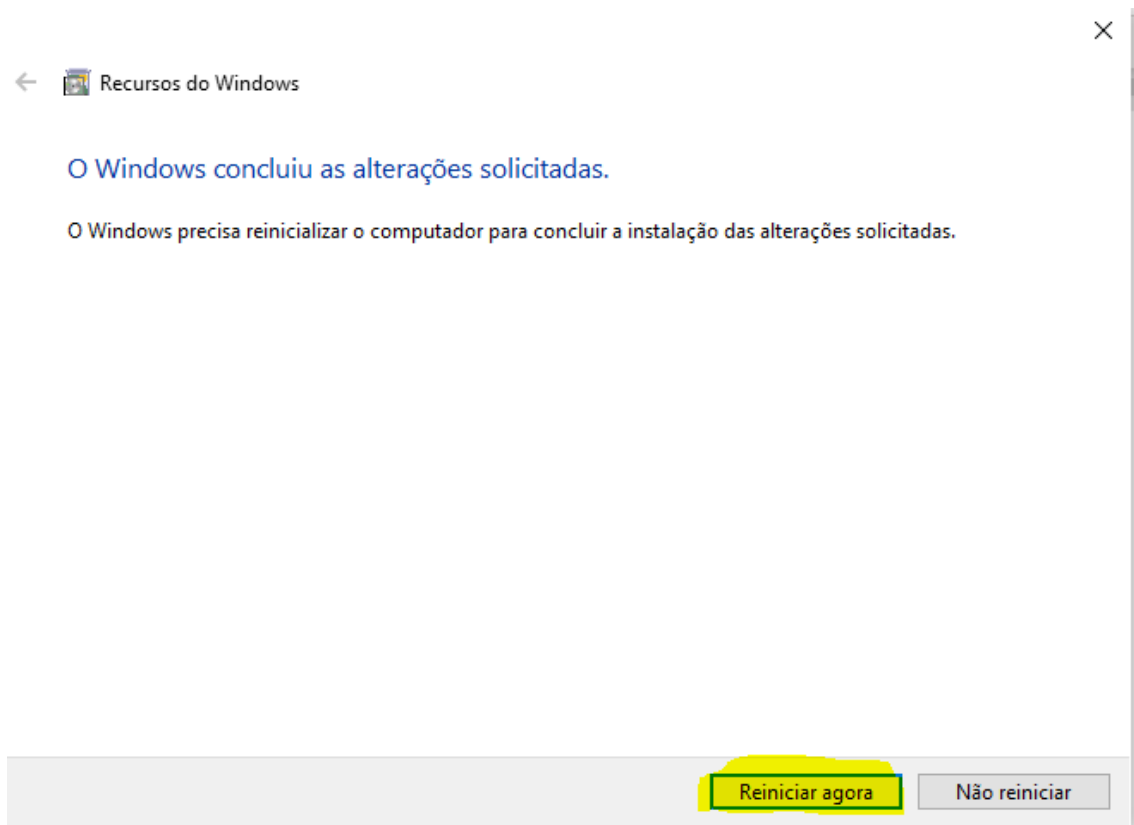 Recursos do Windows
O Windows concluiu as alterações solicitadas.
O Windows precisa reinicializar o computador para concluir a instalação das alterações solicitadas.
Reiniciar agora
Não reiniciar